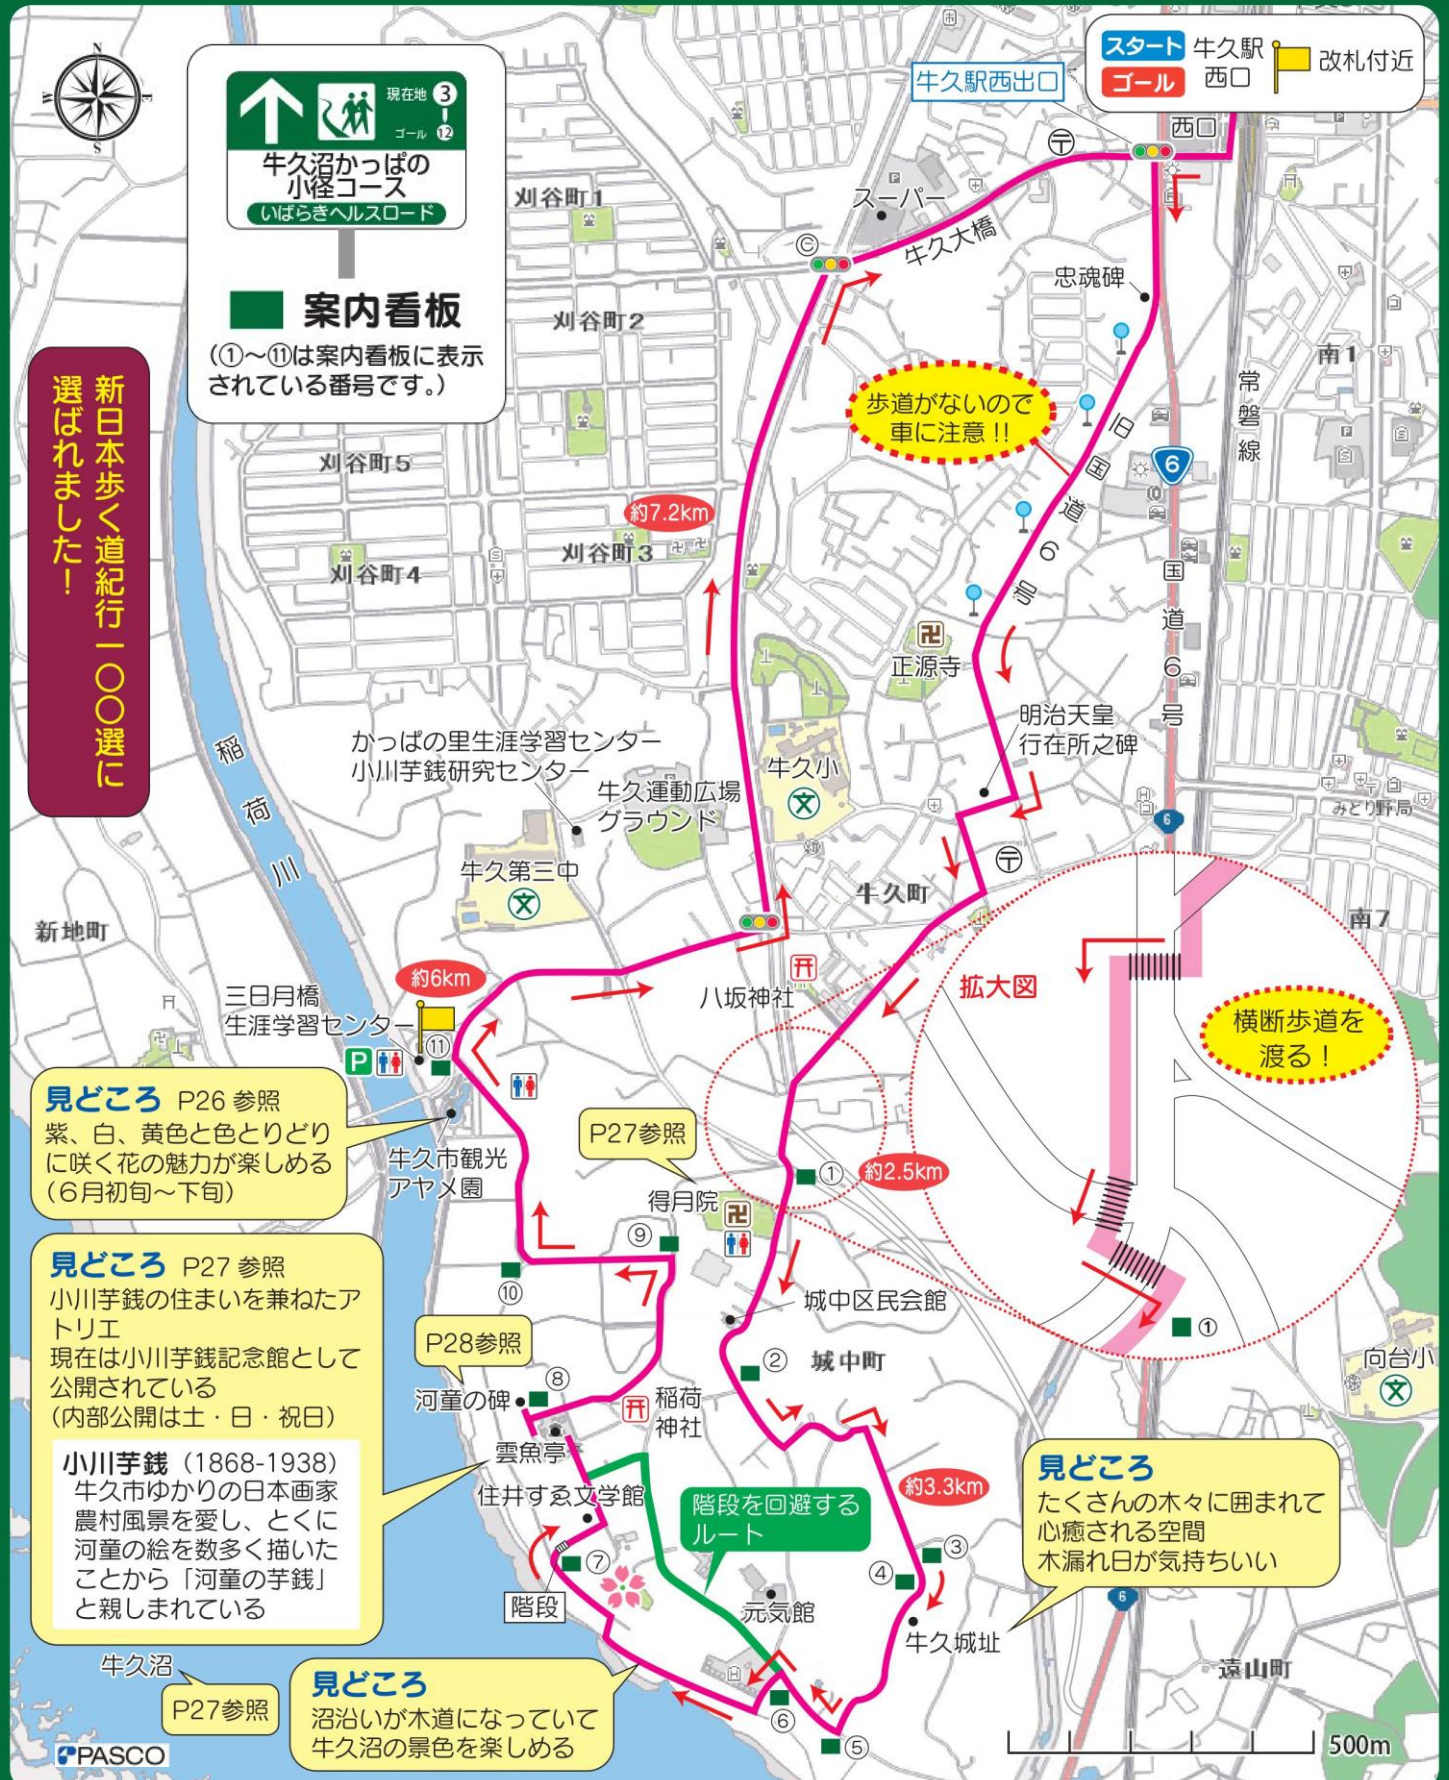 N
E
S
W
現在地 ③
ゴール ⑫
牛久沼かっぱの
小径コース
いばらきヘルスロード
案内看板
(①〜⑪は案内看板に表示
されている番号です。)
スタート 牛久駅
ゴール 西口
改札付近
牛久駅西出口
西口
新日本歩く道紀行一〇〇選に
選ばれました!
刈谷町1
スーパー
牛久大橋
Ⓒ
忠魂碑
刈谷町2
南1
常磐線
歩道がないので
車に注意!!
旧国道6号
6
国道6号
刈谷町5
約7.2km
刈谷町3
刈谷町4
正源寺
明治天皇
行在所之碑
稲荷川
かっぱの里生涯学習センター
小川芋銭研究センター
牛久運動広場
グラウンド
牛久小
文
みどり野局
6
牛久第三中
文
牛久町
新地町
南7
約6km
三日月橋
生涯学習センター
P
⑪
八坂神社
拡大図
横断歩道を
渡る!
①
見どころ P26 参照
紫、白、黄色と色とりどり
に咲く花の魅力が楽しめる
(6月初旬〜下旬)
牛久市観光
アヤメ園
P27参照
得月院
①
約2.5km
⑨
⑩
城中区民会館
見どころ P27 参照
小川芋銭の住まいを兼ねたア
トリエ
現在は小川芋銭記念館として
公開されている
(内部公開は土・日・祝日)
小川芋銭(1868-1938)
牛久市ゆかりの日本画家
農村風景を愛し、とくに
河童の絵を数多く描いた
ことから「河童の芋銭」
と親しまれている
P28参照
②
城中町
向台小
文
河童の碑
⑧
稲荷
神社
雲魚亭
住井すゑ文学館
階段を回避する
ルート
約3.3km
見どころ
たくさんの木々に囲まれて
心癒される空間
木漏れ日が気持ちいい
③
④
⑦
階段
元気館
牛久城址
6
遠山町
牛久沼
P27参照
見どころ
沼沿いが木道になっていて
牛久沼の景色を楽しめる
⑥
⑤
PASCO
500m